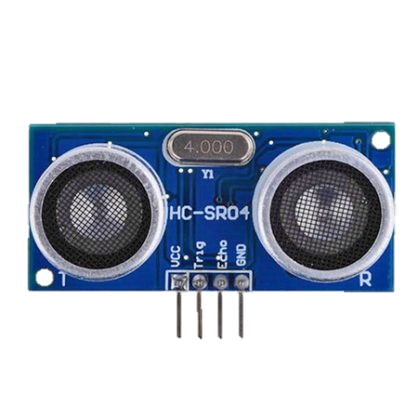 4.000
Y1
HC-SR04
VCC
Trig
Echo
GND
T
R